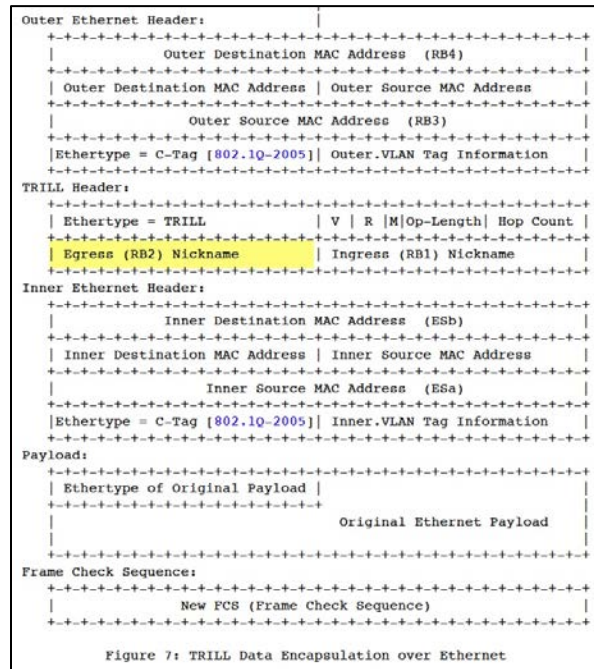 Outer Ethernet Header: |
+-+-+-+-+-+-+-+-+-+-+-+-+-+-+-+-+-+-+-+-+-+-+-+-+-+-+-+-+-+-+-+-+
| Outer Destination MAC Address (RB4) |
+-+-+-+-+-+-+-+-+-+-+-+-+-+-+-+-+-+-+-+-+-+-+-+-+-+-+-+-+-+-+-+-+
| Outer Destination MAC Address | Outer Source MAC Address |
+-+-+-+-+-+-+-+-+-+-+-+-+-+-+-+-+-+-+-+-+-+-+-+-+-+-+-+-+-+-+-+-+
| Outer Source MAC Address (RB3) |
+-+-+-+-+-+-+-+-+-+-+-+-+-+-+-+-+-+-+-+-+-+-+-+-+-+-+-+-+-+-+-+-+
|Ethertype = C-Tag [802.1Q-2005]| Outer.VLAN Tag Information |
+-+-+-+-+-+-+-+-+-+-+-+-+-+-+-+-+-+-+-+-+-+-+-+-+-+-+-+-+-+-+-+-+
TRILL Header:
+-+-+-+-+-+-+-+-+-+-+-+-+-+-+-+-+-+-+-+-+-+-+-+-+-+-+-+-+-+-+-+-+
| Ethertype = TRILL | V | R |M|Op-Length| Hop Count |
+-+-+-+-+-+-+-+-+-+-+-+-+-+-+-+-+-+-+-+-+-+-+-+-+-+-+-+-+-+-+-+-+
| Egress (RB2) Nickname | Ingress (RB1) Nickname |
+-+-+-+-+-+-+-+-+-+-+-+-+-+-+-+-+-+-+-+-+-+-+-+-+-+-+-+-+-+-+-+-+
Inner Ethernet Header:
+-+-+-+-+-+-+-+-+-+-+-+-+-+-+-+-+-+-+-+-+-+-+-+-+-+-+-+-+-+-+-+-+
| Inner Destination MAC Address (ESb) |
+-+-+-+-+-+-+-+-+-+-+-+-+-+-+-+-+-+-+-+-+-+-+-+-+-+-+-+-+-+-+-+-+
| Inner Destination MAC Address | Inner Source MAC Address |
+-+-+-+-+-+-+-+-+-+-+-+-+-+-+-+-+-+-+-+-+-+-+-+-+-+-+-+-+-+-+-+-+
| Inner Source MAC Address (ESa) |
+-+-+-+-+-+-+-+-+-+-+-+-+-+-+-+-+-+-+-+-+-+-+-+-+-+-+-+-+-+-+-+-+
|Ethertype = C-Tag [802.1Q-2005]| Inner.VLAN Tag Information |
+-+-+-+-+-+-+-+-+-+-+-+-+-+-+-+-+-+-+-+-+-+-+-+-+-+-+-+-+-+-+-+-+
Payload:
+-+-+-+-+-+-+-+-+-+-+-+-+-+-+-+-+-+-+-+-+-+-+-+-+-+-+-+-+-+-+-+-+
| Ethertype of Original Payload | |
+-+-+-+-+-+-+-+-+-+-+-+-+-+-+-+-+ |
| Original Ethernet Payload |
| |
+-+-+-+-+-+-+-+-+-+-+-+-+-+-+-+-+-+-+-+-+-+-+-+-+-+-+-+-+-+-+-+-+
Frame Check Sequence:
+-+-+-+-+-+-+-+-+-+-+-+-+-+-+-+-+-+-+-+-+-+-+-+-+-+-+-+-+-+-+-+-+
| New FCS (Frame Check Sequence) |
+-+-+-+-+-+-+-+-+-+-+-+-+-+-+-+-+-+-+-+-+-+-+-+-+-+-+-+-+-+-+-+-+
Figure 7: TRILL Data Encapsulation over Ethernet